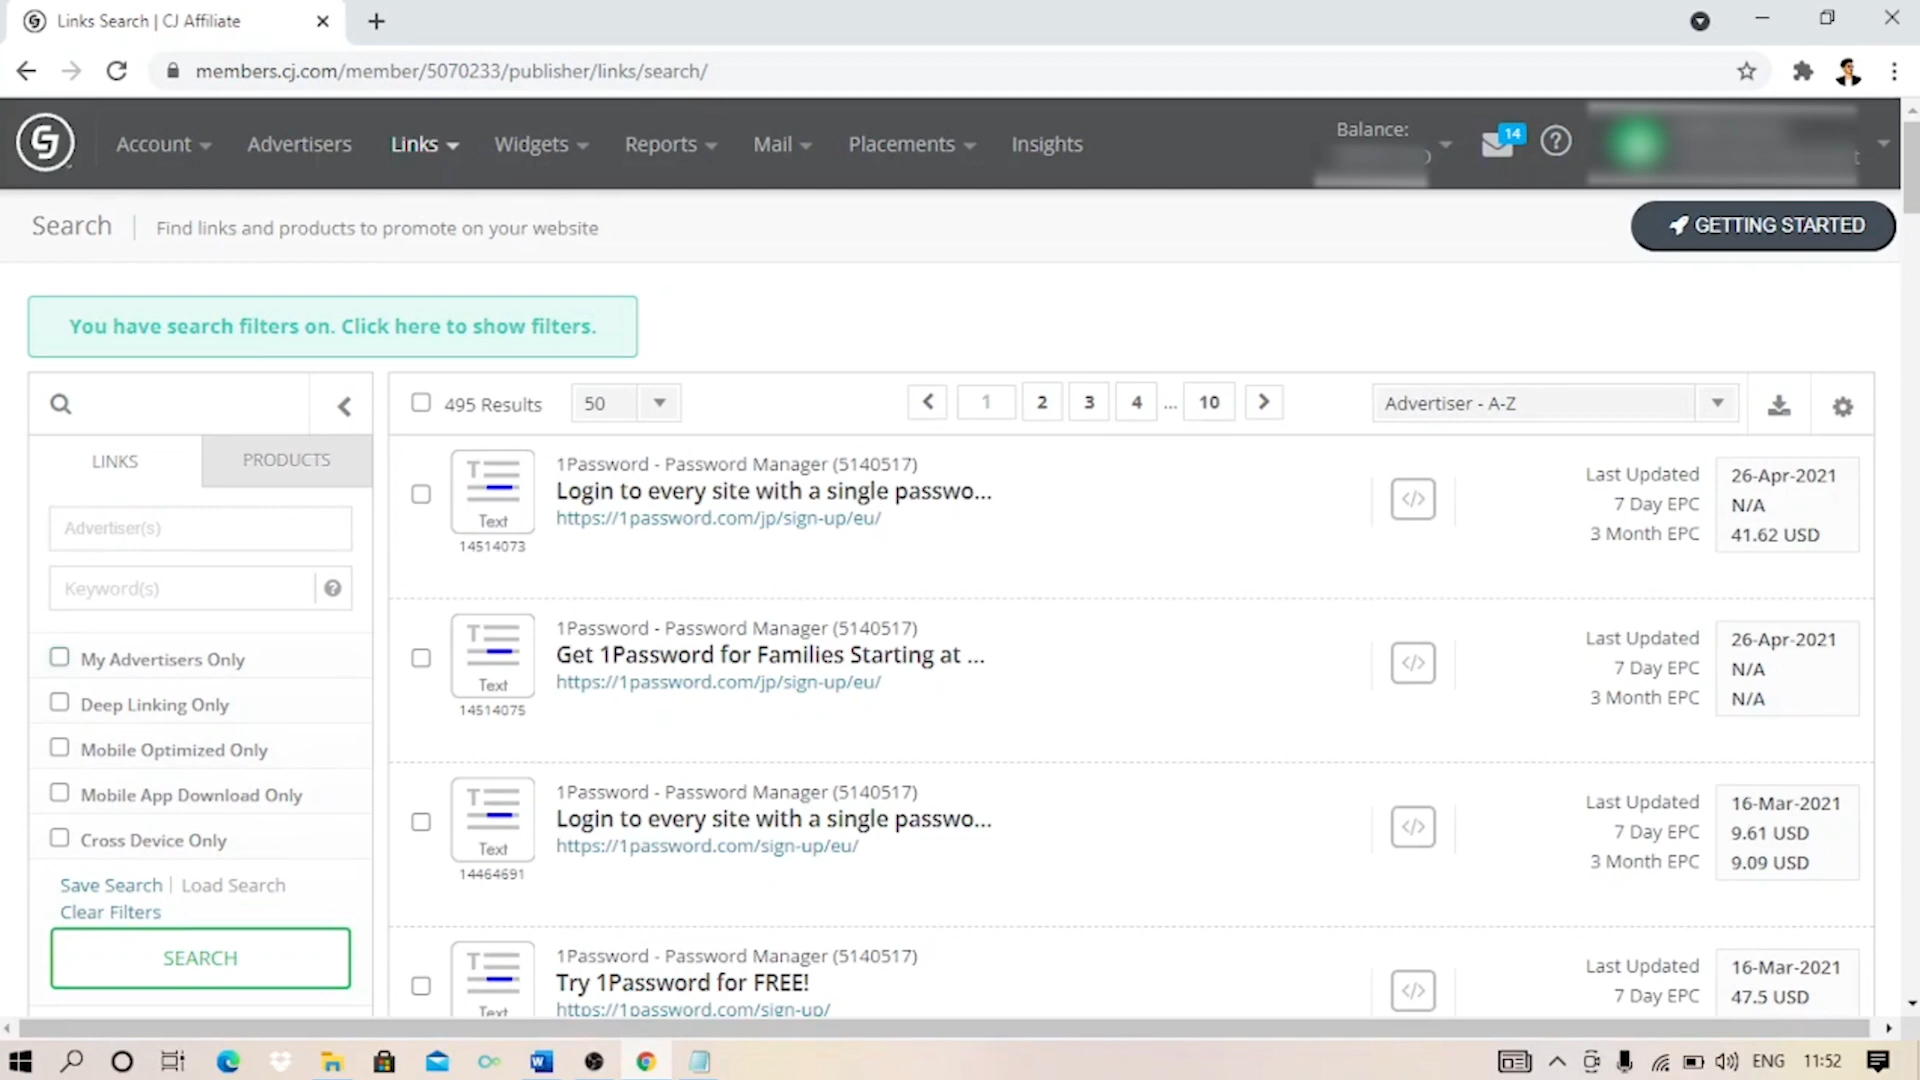 Links Search | CJ Affiliate
members.cj.com/member/5070233/publisher/links/search/
Account
Advertisers
Links
Widgets
Reports
Mail
Placements
Insights
Balance:
14
Search
Find links and products to promote on your website
GETTING STARTED
You have search filters on. Click here to show filters.
495 Results
50
1
2
3
4
...
10
Advertiser - A-Z
LINKS
PRODUCTS
Advertiser(s)
Keyword(s)
My Advertisers Only
Deep Linking Only
Mobile Optimized Only
Mobile App Download Only
Cross Device Only
Save Search | Load Search
Clear Filters
SEARCH
Text
14514073
1Password - Password Manager (5140517)
Login to every site with a single passwo...
https://1password.com/jp/sign-up/eu/
Last Updated 26-Apr-2021
7 Day EPC N/A
3 Month EPC 41.62 USD
Text
14514075
1Password - Password Manager (5140517)
Get 1Password for Families Starting at ...
https://1password.com/jp/sign-up/eu/
Last Updated 26-Apr-2021
7 Day EPC N/A
3 Month EPC N/A
Text
14464691
1Password - Password Manager (5140517)
Login to every site with a single passwo...
https://1password.com/sign-up/eu/
Last Updated 16-Mar-2021
7 Day EPC 9.61 USD
3 Month EPC 9.09 USD
Text
1Password - Password Manager (5140517)
Try 1Password for FREE!
https://1password.com/sign-up/
Last Updated 16-Mar-2021
7 Day EPC 47.5 USD
ENG
11:52